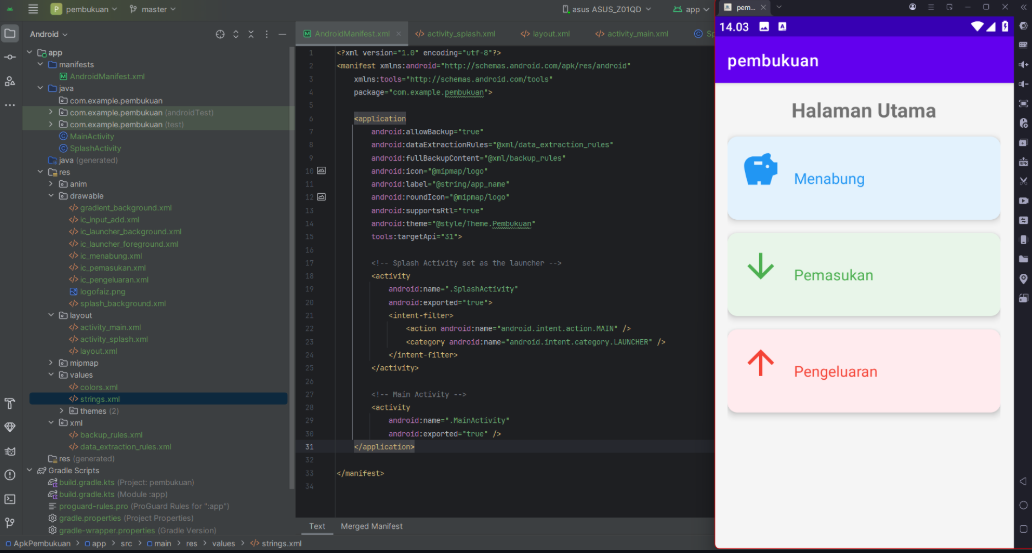 pembukuan
master
asus ASUS_Z01QD
app
Android
app
manifests
AndroidManifest.xml
java
com.example.pembukuan
com.example.pembukuan (androidTest)
com.example.pembukuan (test)
MainActivity
SplashActivity
java (generated)
res
anim
drawable
gradient_background.xml
ic_input_add.xml
ic_launcher_background.xml
ic_launcher_foreground.xml
ic_menabung.xml
ic_pemasukan.xml
ic_pengeluaran.xml
logofaiz.png
splash_background.xml
layout
activity_main.xml
activity_splash.xml
layout.xml
mipmap
values
colors.xml
strings.xml
themes (2)
xml
backup_rules.xml
data_extraction_rules.xml
res (generated)
Gradle Scripts
build.gradle.kts (Project: pembukuan)
build.gradle.kts (Module :app)
proguard-rules.pro (ProGuard Rules for ":app")
gradle.properties (Project Properties)
gradle-wrapper.properties (Gradle Version)
ApkPembukuan > app > src > main > res > values > strings.xml
AndroidManifest.xml
activity_splash.xml
layout.xml
activity_main.xml
Sp
1 <?xml version="1.0" encoding="utf-8"?>
2 <manifest xmlns:android="http://schemas.android.com/apk/res/android"
3 xmlns:tools="http://schemas.android.com/tools"
4 package="com.example.pembukuan">
5
6 <application
7 android:allowBackup="true"
8 android:dataExtractionRules="@xml/data_extraction_rules"
9 android:fullBackupContent="@xml/backup_rules"
10 android:icon="@mipmap/logo"
11 android:label="@string/app_name"
12 android:roundIcon="@mipmap/logo"
13 android:supportsRtl="true"
14 android:theme="@style/Theme.Pembukuan"
15 tools:targetApi="31">
16
17 <!-- Splash Activity set as the launcher -->
18 <activity
19 android:name=".SplashActivity"
20 android:exported="true">
21 <intent-filter>
22 <action android:name="android.intent.action.MAIN" />
23 <category android:name="android.intent.category.LAUNCHER" />
24 </intent-filter>
25 </activity>
26
27 <!-- Main Activity -->
28 <activity
29 android:name=".MainActivity"
30 android:exported="true" />
31 </application>
32
33 </manifest>
34
Text
Merged Manifest
pem...
14.03
pembukuan
Halaman Utama
Menabung
Pemasukan
Pengeluaran